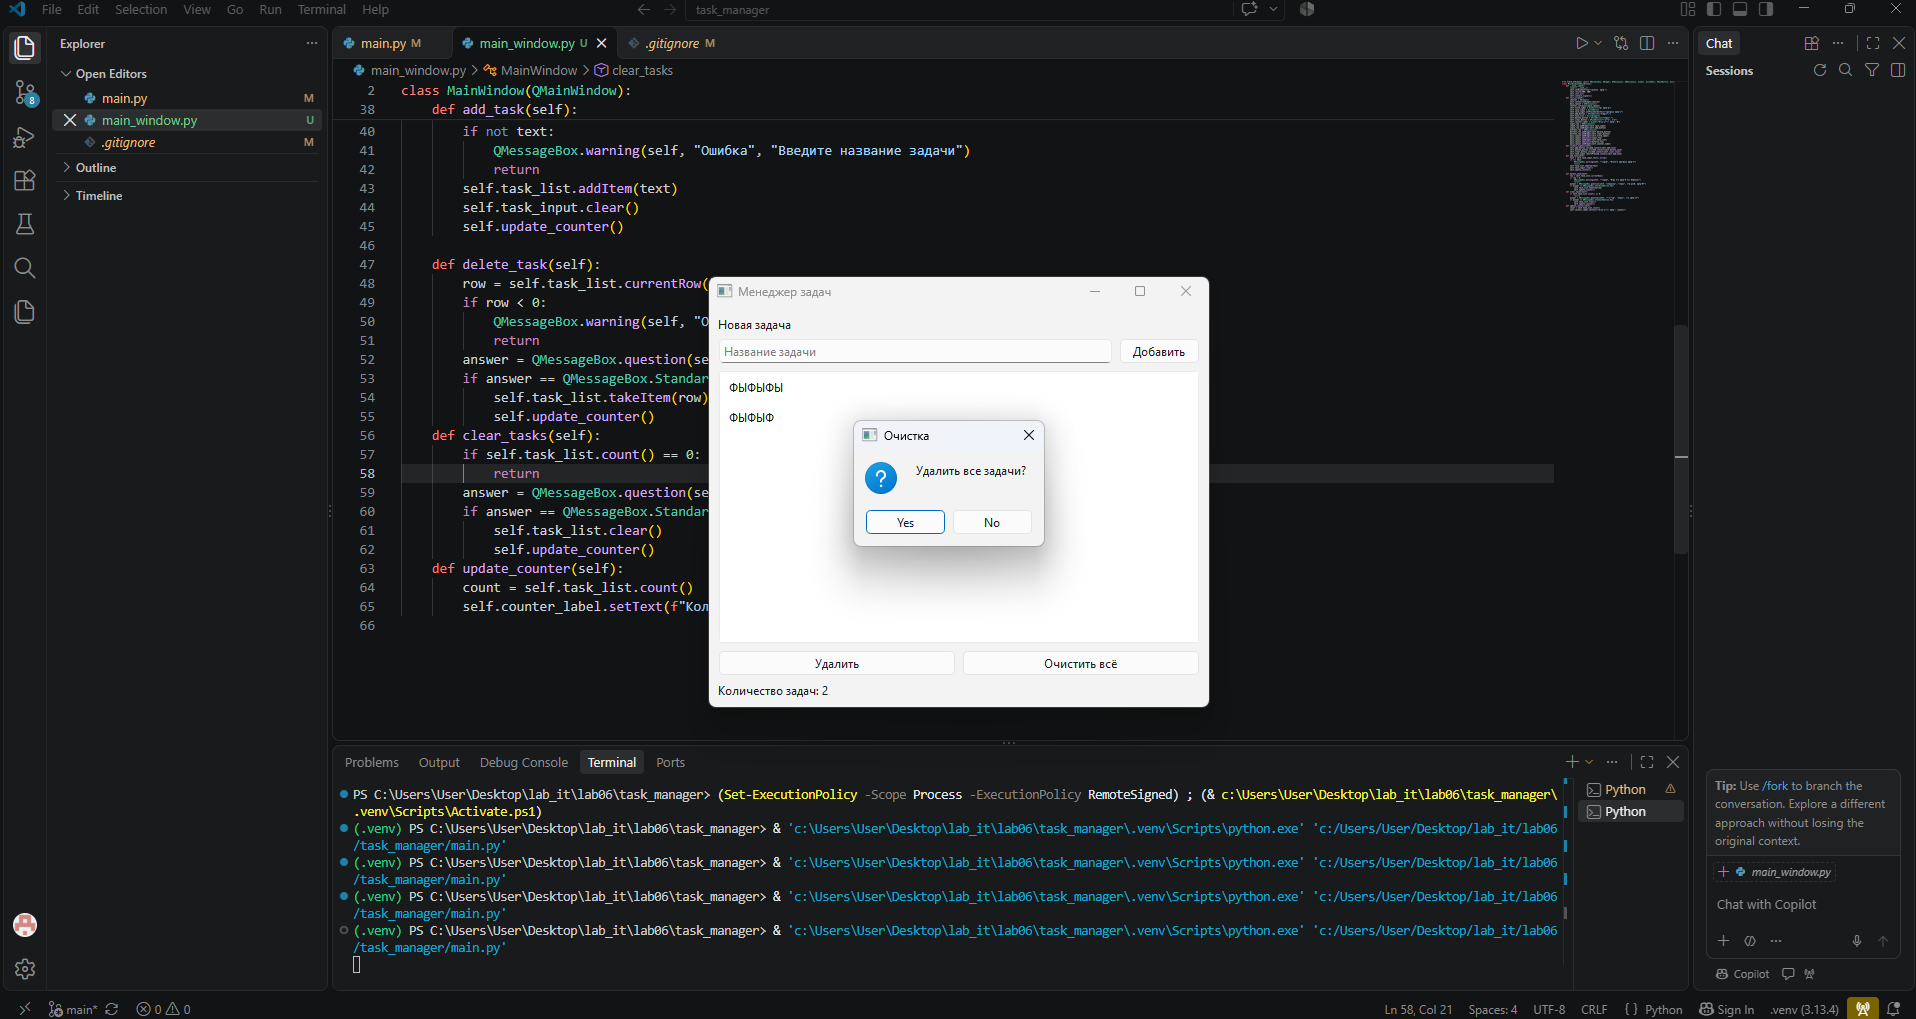 File Edit Selection View Go Run Terminal Help
task_manager
Explorer
Open Editors
main.py M
main_window.py U
.gitignore M
Outline
Timeline
8
main.py M
main_window.py U
.gitignore M
main_window.py > MainWindow > clear_tasks
2 class MainWindow(QMainWindow):
38 def add_task(self):
40 if not text:
41 QMessageBox.warning(self, "Ошибка", "Введите название задачи")
42 return
43 self.task_list.addItem(text)
44 self.task_input.clear()
45 self.update_counter()
46
47 def delete_task(self):
48 row = self.task_list.currentRow(
49 if row < 0:
50 QMessageBox.warning(self, "О
51 return
52 answer = QMessageBox.question(se
53 if answer == QMessageBox.Standar
54 self.task_list.takeItem(row)
55 self.update_counter()
56 def clear_tasks(self):
57 if self.task_list.count() == 0:
58 return
59 answer = QMessageBox.question(se
60 if answer == QMessageBox.Standar
61 self.task_list.clear()
62 self.update_counter()
63 def update_counter(self):
64 count = self.task_list.count()
65 self.counter_label.setText(f"Кол
66
Менеджер задач
Новая задача
Название задачи
Добавить
ФЫФЫФЫ
ФЫФЫФ
Очистка
?
Удалить все задачи?
Yes
No
Удалить
Очистить всё
Количество задач: 2
Problems Output Debug Console Terminal Ports
PS C:\Users\User\Desktop\lab_it\lab06\task_manager> (Set-ExecutionPolicy -Scope Process -ExecutionPolicy RemoteSigned) ; (& c:\Users\User\Desktop\lab_it\lab06\task_manager\
.venv\Scripts\Activate.ps1)
(.venv) PS C:\Users\User\Desktop\lab_it\lab06\task_manager> & 'c:\Users\User\Desktop\lab_it\lab06\task_manager\.venv\Scripts\python.exe' 'c:/Users/User/Desktop/lab_it/lab06
/task_manager/main.py'
(.venv) PS C:\Users\User\Desktop\lab_it\lab06\task_manager> & 'c:\Users\User\Desktop\lab_it\lab06\task_manager\.venv\Scripts\python.exe' 'c:/Users/User/Desktop/lab_it/lab06
/task_manager/main.py'
(.venv) PS C:\Users\User\Desktop\lab_it\lab06\task_manager> & 'c:\Users\User\Desktop\lab_it\lab06\task_manager\.venv\Scripts\python.exe' 'c:/Users/User/Desktop/lab_it/lab06
/task_manager/main.py'
(.venv) PS C:\Users\User\Desktop\lab_it\lab06\task_manager> & 'c:\Users\User\Desktop\lab_it\lab06\task_manager\.venv\Scripts\python.exe' 'c:/Users/User/Desktop/lab_it/lab06
/task_manager/main.py'
Python
Python
Chat
Sessions
Tip: Use /fork to branch the
conversation. Explore a different
approach without losing the
original context.
main_window.py
Chat with Copilot
Copilot
main* 0 0
Ln 58, Col 21 Spaces: 4 UTF-8 CRLF { } Python Sign In .venv (3.13.4)